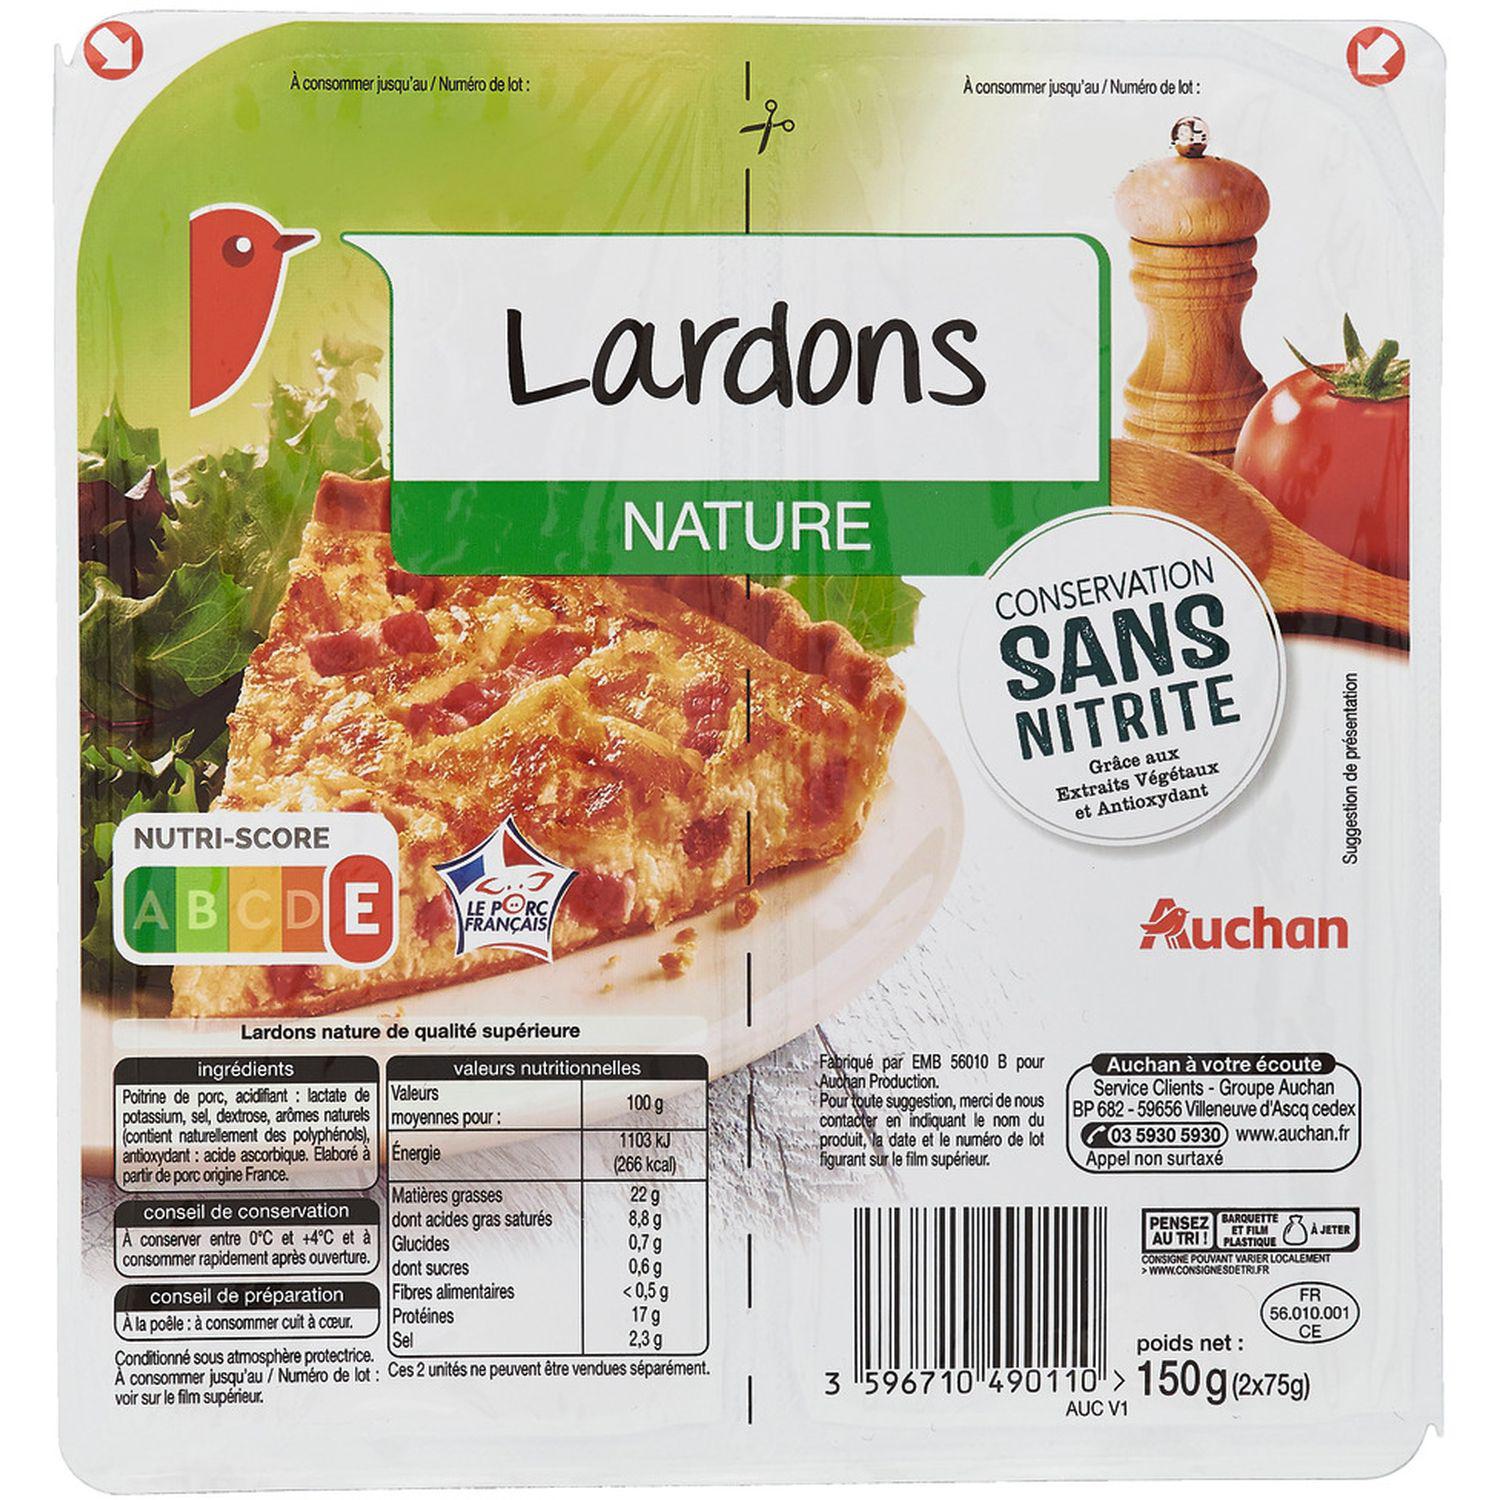 À consommer jusqu'au / Numéro de lot :
À consommer jusqu'au / Numéro de lot :
Lardons
NATURE
CONSERVATION
SANS
NITRITE
Grâce aux
Extraits Végétaux
et Antioxydant
Suggestion de présentation
NUTRI-SCORE
A B C D E
LE PORC
FRANÇAIS
Auchan
Lardons nature de qualité supérieure
ingrédients
Poitrine de porc, acidifiant : lactate de
potassium, sel, dextrose, arômes naturels
(contient naturellement des polyphénols),
antioxydant : acide ascorbique. Elaboré à
partir de porc origine France.
conseil de conservation
À conserver entre 0°C et +4°C et à
consommer rapidement après ouverture.
conseil de préparation
À la poêle : à consommer cuit à cœur.
Conditionné sous atmosphère protectrice.
À consommer jusqu'au / Numéro de lot :
voir sur le film supérieur.
valeurs nutritionnelles
Valeurs
moyennes pour : 100 g
Énergie 1103 kJ
(266 kcal)
Matières grasses 22 g
dont acides gras saturés 8,8 g
Glucides 0,7 g
dont sucres 0,6 g
Fibres alimentaires < 0,5 g
Protéines 17 g
Sel 2,3 g
Ces 2 unités ne peuvent être vendues séparément.
Fabriqué par EMB 56010 B pour
Auchan Production.
Pour toute suggestion, merci de nous
contacter en indiquant le nom du
produit, la date et le numéro de lot
figurant sur le film supérieur.
Auchan à votre écoute
Service Clients - Groupe Auchan
BP 682 - 59656 Villeneuve d'Ascq cedex
03 5930 5930 www.auchan.fr
Appel non surtaxé
PENSEZ
AU TRI !
BARQUETTE
ET FILM
PLASTIQUE
À JETER
CONSIGNE POUVANT VARIER LOCALEMENT
> WWW.CONSIGNESDETRI.FR
FR
56.010.001
CE
3 596710 490110 >
AUC V1
poids net :
150g (2x75g)